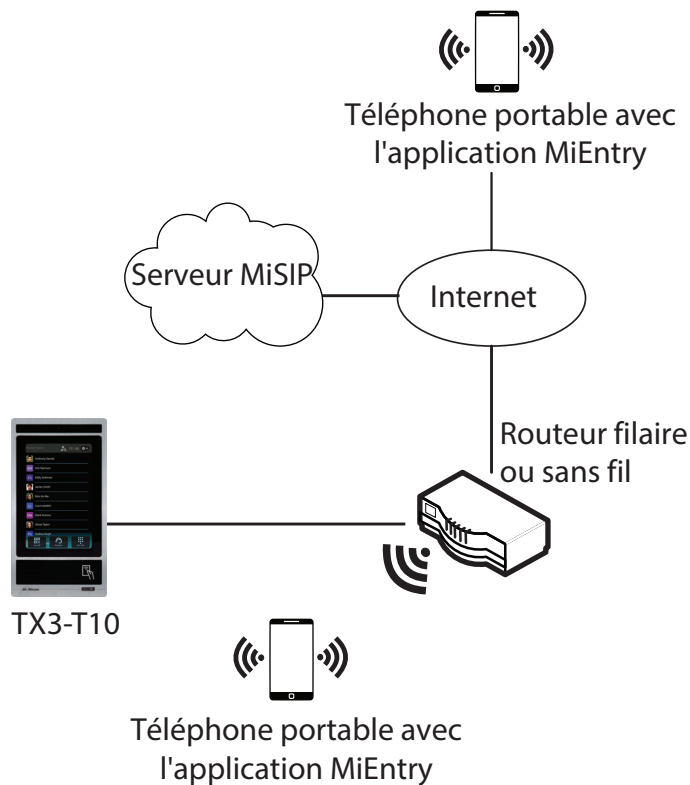 Téléphone portable avec
l'application MiEntry
Serveur MiSIP
Internet
Routeur filaire
ou sans fil
TX3-T10
Téléphone portable avec
l'application MiEntry